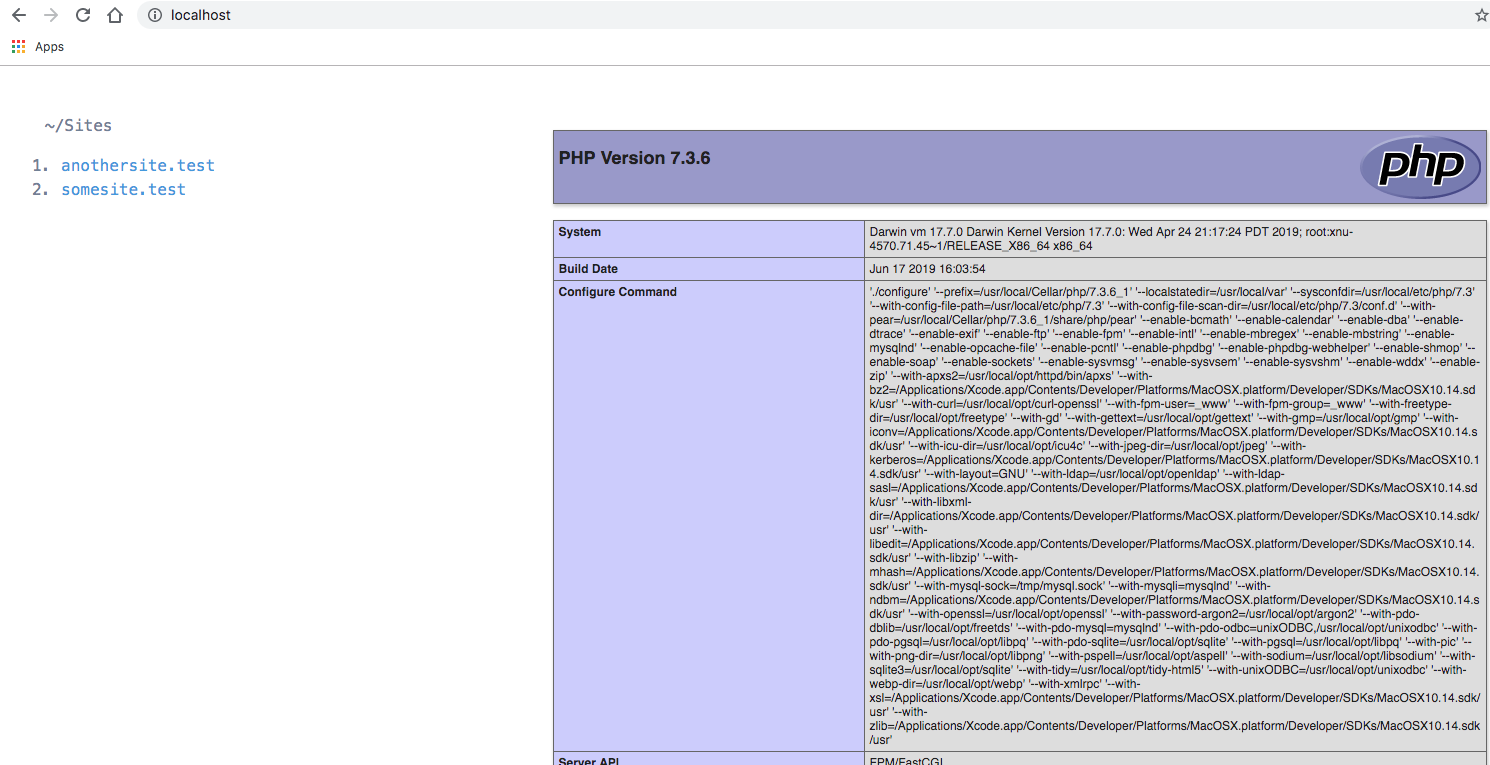 localhost
Apps
~/Sites
1. anothersite.test
2. somesite.test
PHP Version 7.3.6
php
System
Darwin vm 17.7.0 Darwin Kernel Version 17.7.0: Wed Apr 24 21:17:24 PDT 2019; root:xnu-
4570.71.45~1/RELEASE_X86_64 x86_64
Build Date
Jun 17 2019 16:03:54
Configure Command
'./configure' '--prefix=/usr/local/Cellar/php/7.3.6_1' '--localstatedir=/usr/local/var' '--sysconfdir=/usr/local/etc/php/7.3'
'--with-config-file-path=/usr/local/etc/php/7.3' '--with-config-file-scan-dir=/usr/local/etc/php/7.3/conf.d' '--with-
pear=/usr/local/Cellar/php/7.3.6_1/share/php/pear' '--enable-bcmath' '--enable-calendar' '--enable-dba' '--enable-
dtrace' '--enable-exif' '--enable-ftp' '--enable-fpm' '--enable-intl' '--enable-mbregex' '--enable-mbstring' '--enable-
mysqlnd' '--enable-opcache-file' '--enable-pcntl' '--enable-phpdbg' '--enable-phpdbg-webhelper' '--enable-shmop' '--
enable-soap' '--enable-sockets' '--enable-sysvmsg' '--enable-sysvsem' '--enable-sysvshm' '--enable-wddx' '--enable-
zip' '--with-apxs2=/usr/local/opt/httpd/bin/apxs' '--with-
bz2=/Applications/Xcode.app/Contents/Developer/Platforms/MacOSX.platform/Developer/SDKs/MacOSX10.14.sd
k/usr' '--with-curl=/usr/local/opt/curl-openssl' '--with-fpm-user=_www' '--with-fpm-group=_www' '--with-freetype-
dir=/usr/local/opt/freetype' '--with-gd' '--with-gettext=/usr/local/opt/gettext' '--with-gmp=/usr/local/opt/gmp' '--with-
iconv=/Applications/Xcode.app/Contents/Developer/Platforms/MacOSX.platform/Developer/SDKs/MacOSX10.14.s
dk/usr' '--with-icu-dir=/usr/local/opt/icu4c' '--with-jpeg-dir=/usr/local/opt/jpeg' '--with-
kerberos=/Applications/Xcode.app/Contents/Developer/Platforms/MacOSX.platform/Developer/SDKs/MacOSX10.1
4.sdk/usr' '--with-layout=GNU' '--with-ldap=/usr/local/opt/openldap' '--with-ldap-
sasl=/Applications/Xcode.app/Contents/Developer/Platforms/MacOSX.platform/Developer/SDKs/MacOSX10.14.sd
k/usr' '--with-libxml-
dir=/Applications/Xcode.app/Contents/Developer/Platforms/MacOSX.platform/Developer/SDKs/MacOSX10.14.sdk/
usr' '--with-
libedit=/Applications/Xcode.app/Contents/Developer/Platforms/MacOSX.platform/Developer/SDKs/MacOSX10.14.
sdk/usr' '--with-libzip' '--with-
mhash=/Applications/Xcode.app/Contents/Developer/Platforms/MacOSX.platform/Developer/SDKs/MacOSX10.14.
sdk/usr' '--with-mysql-sock=/tmp/mysql.sock' '--with-mysqli=mysqlnd' '--with-
ndbm=/Applications/Xcode.app/Contents/Developer/Platforms/MacOSX.platform/Developer/SDKs/MacOSX10.14.s
dk/usr' '--with-openssl=/usr/local/opt/openssl' '--with-password-argon2=/usr/local/opt/argon2' '--with-pdo-
dblib=/usr/local/opt/freetds' '--with-pdo-mysql=mysqlnd' '--with-pdo-odbc=unixODBC,/usr/local/opt/unixodbc' '--with-
pdo-pgsql=/usr/local/opt/libpq' '--with-pdo-sqlite=/usr/local/opt/sqlite' '--with-pgsql=/usr/local/opt/libpq' '--with-pic' '--
with-png-dir=/usr/local/opt/libpng' '--with-pspell=/usr/local/opt/aspell' '--with-sodium=/usr/local/opt/libsodium' '--with-
sqlite3=/usr/local/opt/sqlite' '--with-tidy=/usr/local/opt/tidy-html5' '--with-unixODBC=/usr/local/opt/unixodbc' '--with-
webp-dir=/usr/local/opt/webp' '--with-xmlrpc' '--with-
xsl=/Applications/Xcode.app/Contents/Developer/Platforms/MacOSX.platform/Developer/SDKs/MacOSX10.14.sdk/
usr' '--with-
zlib=/Applications/Xcode.app/Contents/Developer/Platforms/MacOSX.platform/Developer/SDKs/MacOSX10.14.sdk
/usr'
Server API
FPM/FastCGI